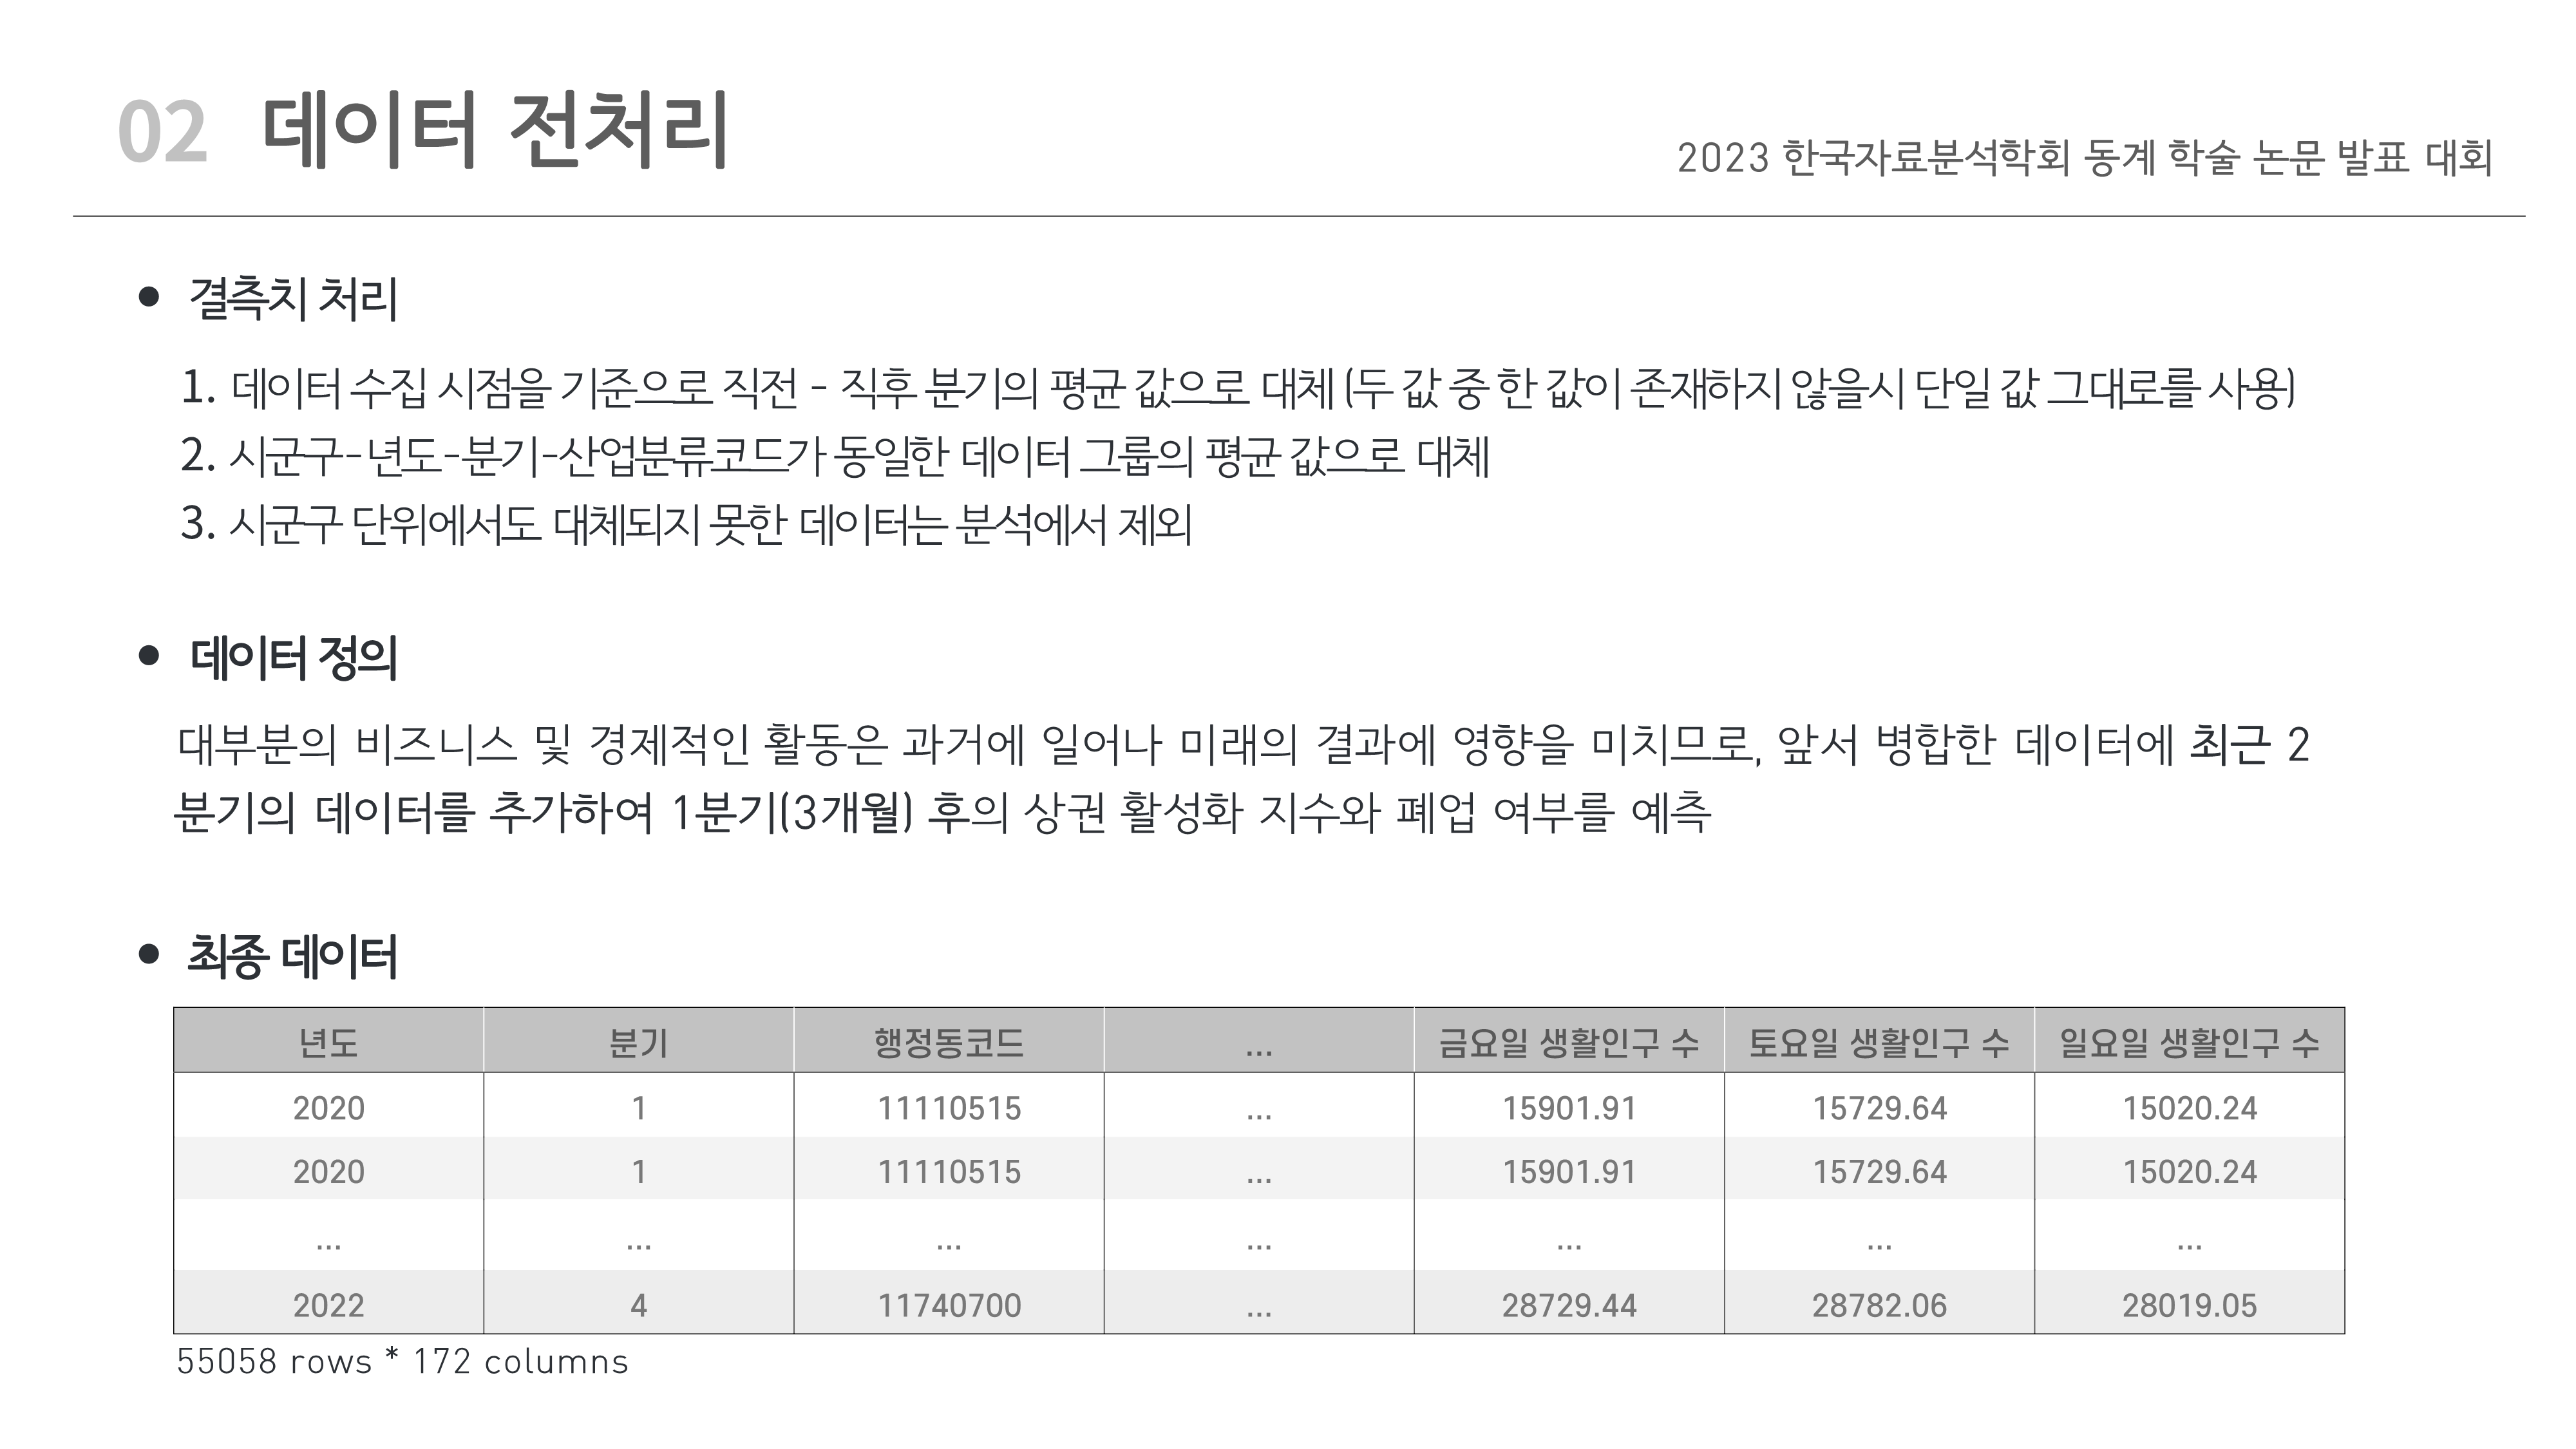 02 데이터 전처리
2023 한국자료분석학회 동계 학술 논문 발표 대회
● 결측치 처리
1. 데이터 수집 시점을 기준으로 직전 - 직후 분기의 평균 값으로 대체 (두 값 중 한 값이 존재하지 않을시 단일 값 그대로를 사용)
2. 시군구-년도-분기-산업분류코드가 동일한 데이터 그룹의 평균 값으로 대체
3. 시군구 단위에서도 대체되지 못한 데이터는 분석에서 제외
● 데이터 정의
대부분의 비즈니스 및 경제적인 활동은 과거에 일어나 미래의 결과에 영향을 미치므로, 앞서 병합한 데이터에 최근 2
분기의 데이터를 추가하여 1분기(3개월) 후의 상권 활성화 지수와 폐업 여부를 예측
● 최종 데이터
년도 분기 행정동코드 ... 금요일 생활인구 수 토요일 생활인구 수 일요일 생활인구 수
2020 1 11110515 ... 15901.91 15729.64 15020.24
2020 1 11110515 ... 15901.91 15729.64 15020.24
... ... ... ... ... ... ...
2022 4 11740700 ... 28729.44 28782.06 28019.05
55058 rows * 172 columns